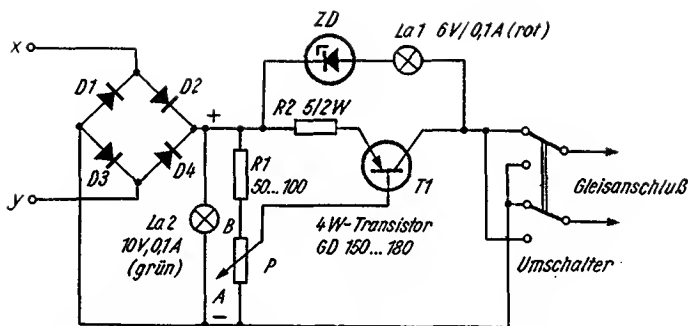 ZD
La 1 6V/0,1A (rot)
x
D1
D2
+
R2 5/2W
D3
D4
R1
50...100
T1
Gleisanschluß
y
La 2
10V, 0,1A
(grün)
B
P
A
4W-Transistor
GD 150...180
Umschalter
−